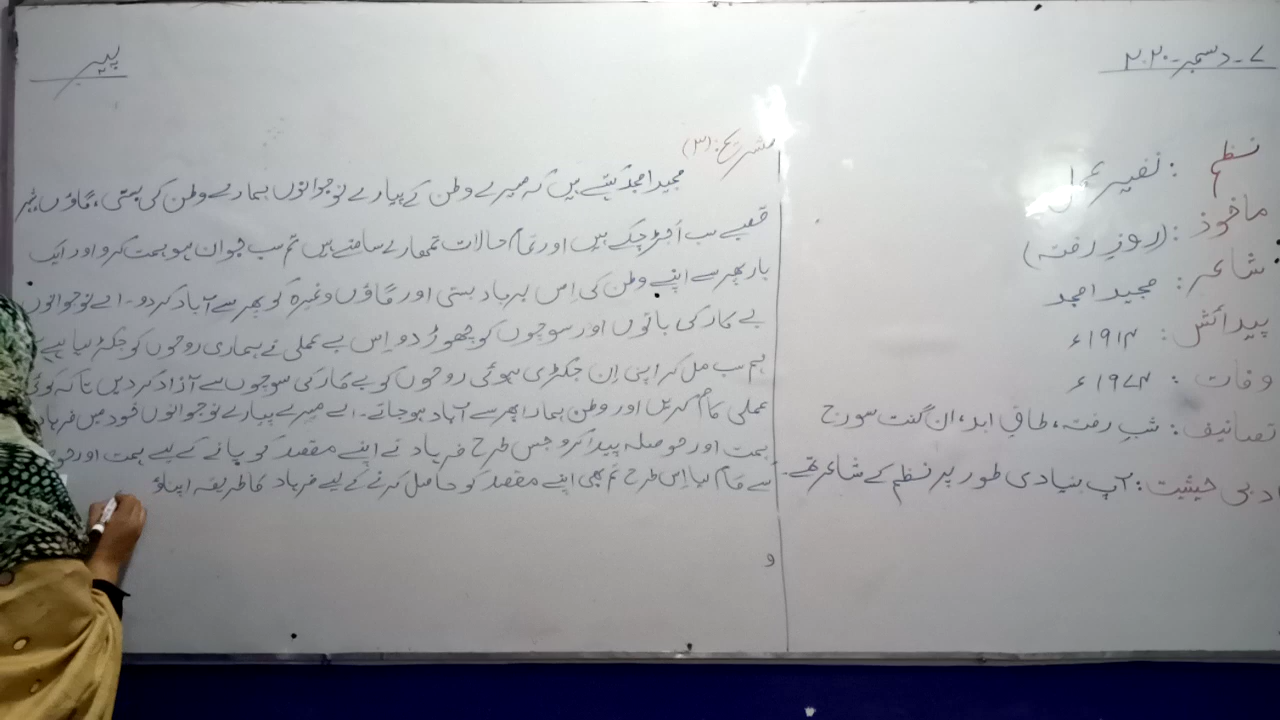 ۷ - دسمبر - ۲۰۲۰
پیر
نظم : نفیرِ عمل
ماخوذ : (روزِ رفتہ)
شاعر : مجید امجد
پیدائش : ۱۹۱۴ء
وفات : ۱۹۷۴ء
تصانیف : شبِ رفتہ، طاقِ ابد، ان گنت سورج
ادبی حیثیت : آپ بنیادی طور پر نظم کے شاعر تھے۔
تشریح : (۳)
مجید امجد کہتے ہیں کہ میرے وطن کے پیارے نوجوانوں ہمارے وطن کی بستی، گاؤں شہر
قصبے سب اُجڑ چکے ہیں اور تمام حالات تمھارے سامنے ہیں تم سب جوان ہو ہمت کرو اور ایک
بار پھر سے اپنے وطن کی اِس برباد بستی اور گاؤں وغیرہ کو پھر سے آباد کر دو۔ اے نوجوانوں
بے کار کی باتوں اور سوچوں کو چھوڑ دو اِس بے عملی نے ہماری روحوں کو جکڑ لیا ہے
ہم سب مل کر اپنی اِن جکڑی ہوئی روحوں کو بے کار کی سوچوں سے آزاد کر دیں تاکہ کوئی
عملی کام کریں اور وطن ہمارا پھر سے آباد ہو جائے۔ اے میرے پیارے نوجوانوں خود میں فرہاد
ہمت اور حوصلہ پیدا کرو جس طرح فرہاد نے اپنے مقصد کو پانے کے لیے ہمت اور
سے کام لیا اِس طرح تم بھی اپنے مقصد کو حاصل کرنے کے لیے فرہاد کا طریقہ اپناؤ
و